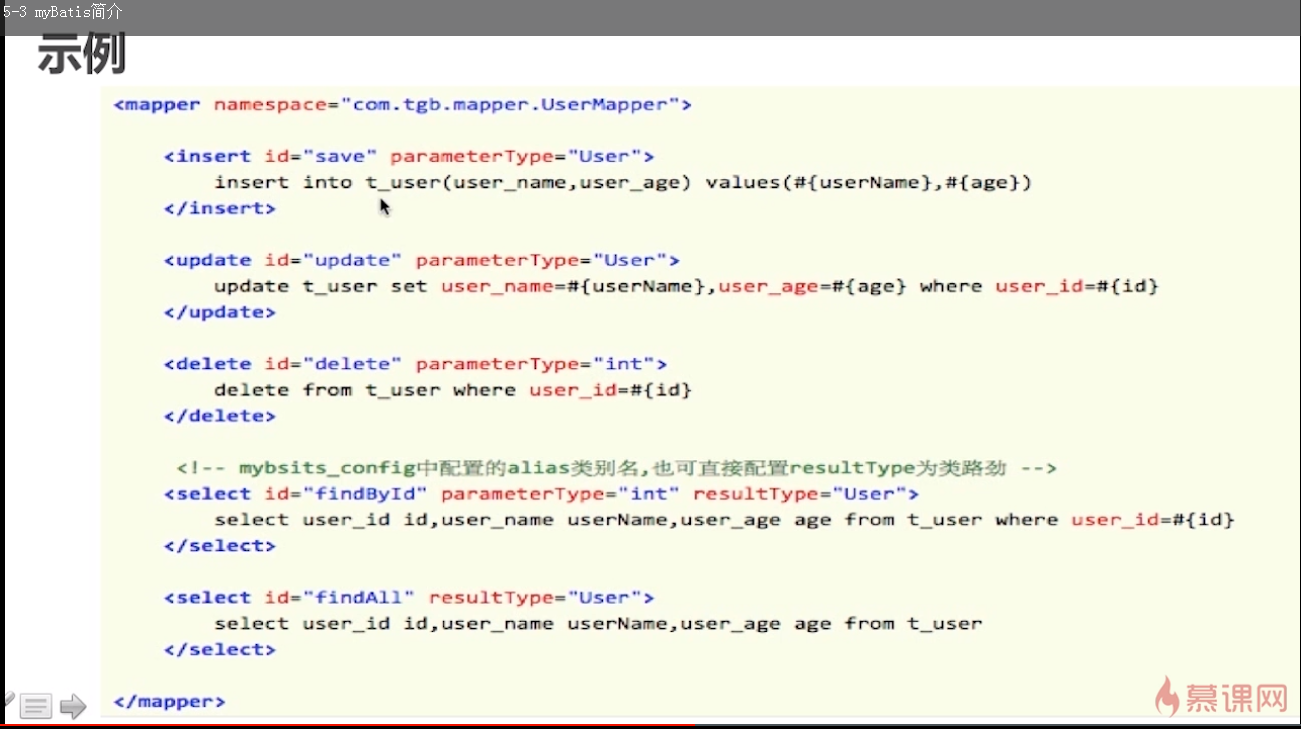 5-3 myBatis简介
示例
<mapper namespace="com.tgb.mapper.UserMapper">
<insert id="save" parameterType="User">
insert into t_user(user_name,user_age) values(#{userName},#{age})
</insert>
<update id="update" parameterType="User">
update t_user set user_name=#{userName},user_age=#{age} where user_id=#{id}
</update>
<delete id="delete" parameterType="int">
delete from t_user where user_id=#{id}
</delete>
<!-- mybsits_config中配置的alias类别名,也可直接配置resultType为类路劲 -->
<select id="findById" parameterType="int" resultType="User">
select user_id id,user_name userName,user_age age from t_user where user_id=#{id}
</select>
<select id="findAll" resultType="User">
select user_id id,user_name userName,user_age age from t_user
</select>
</mapper>
慕课网